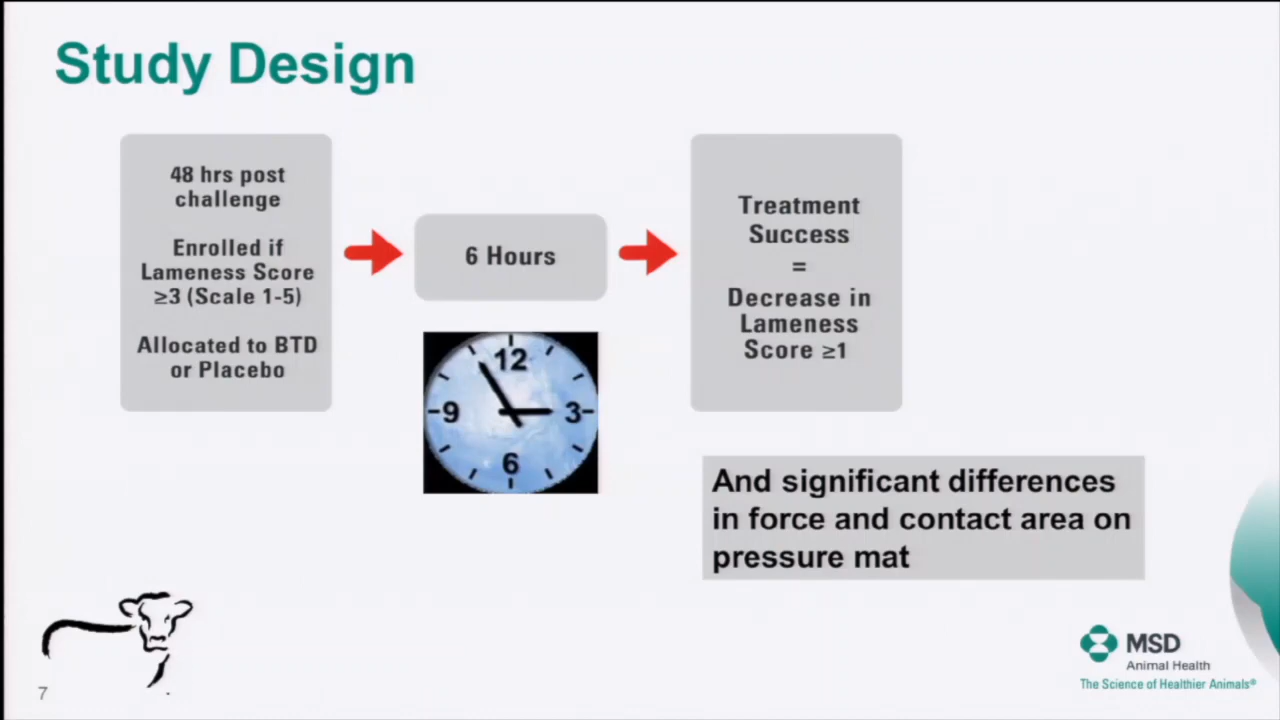 Study Design
48 hrs post
challenge
Enrolled if
Lameness Score
≥3 (Scale 1-5)
Allocated to BTD
or Placebo
6 Hours
12
3
6
9
Treatment
Success
=
Decrease in
Lameness
Score ≥1
And significant differences
in force and contact area on
pressure mat
7
MSD
Animal Health
The Science of Healthier Animals®